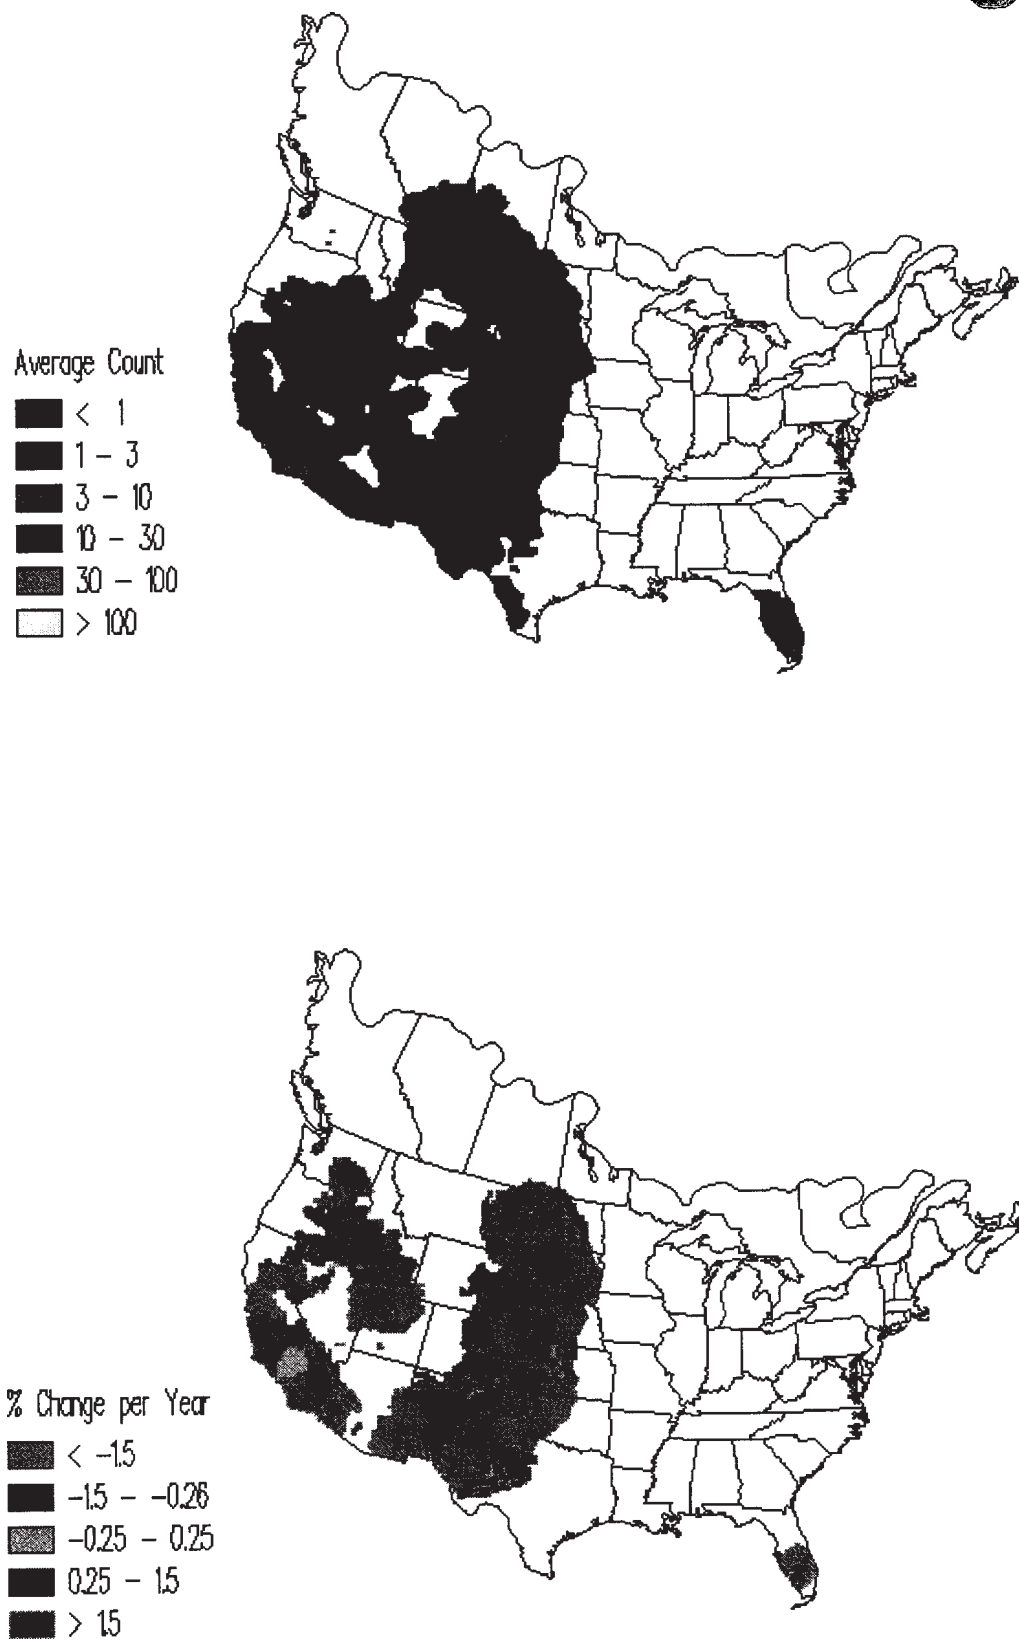 Average Count
< 1
1 - 3
3 - 10
10 - 30
30 - 100
> 100
% Change per Year
< -1.5
-1.5 - -0.26
-0.25 - 0.25
0.25 - 1.5
> 1.5